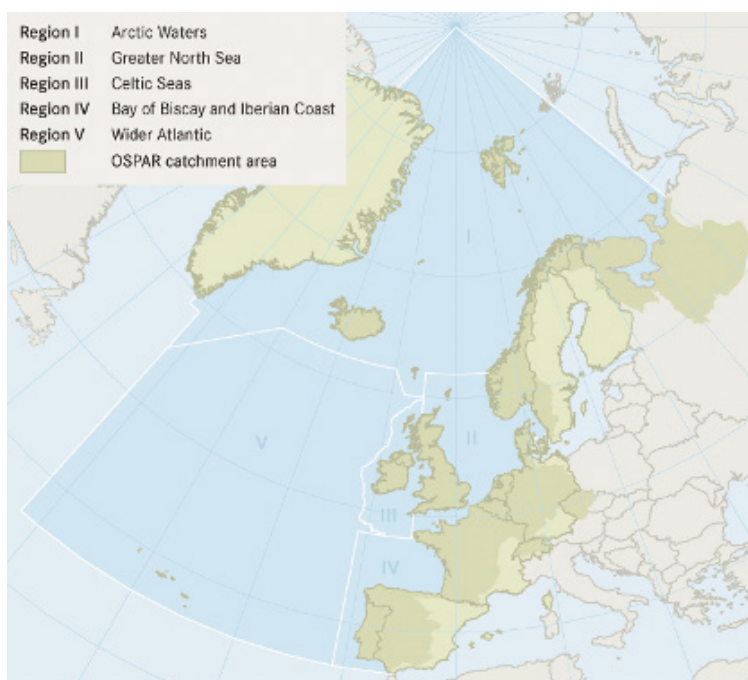 Region I Arctic Waters
Region II Greater North Sea
Region III Celtic Seas
Region IV Bay of Biscay and Iberian Coast
Region V Wider Atlantic
OSPAR catchment area
I
V
II
III
IV